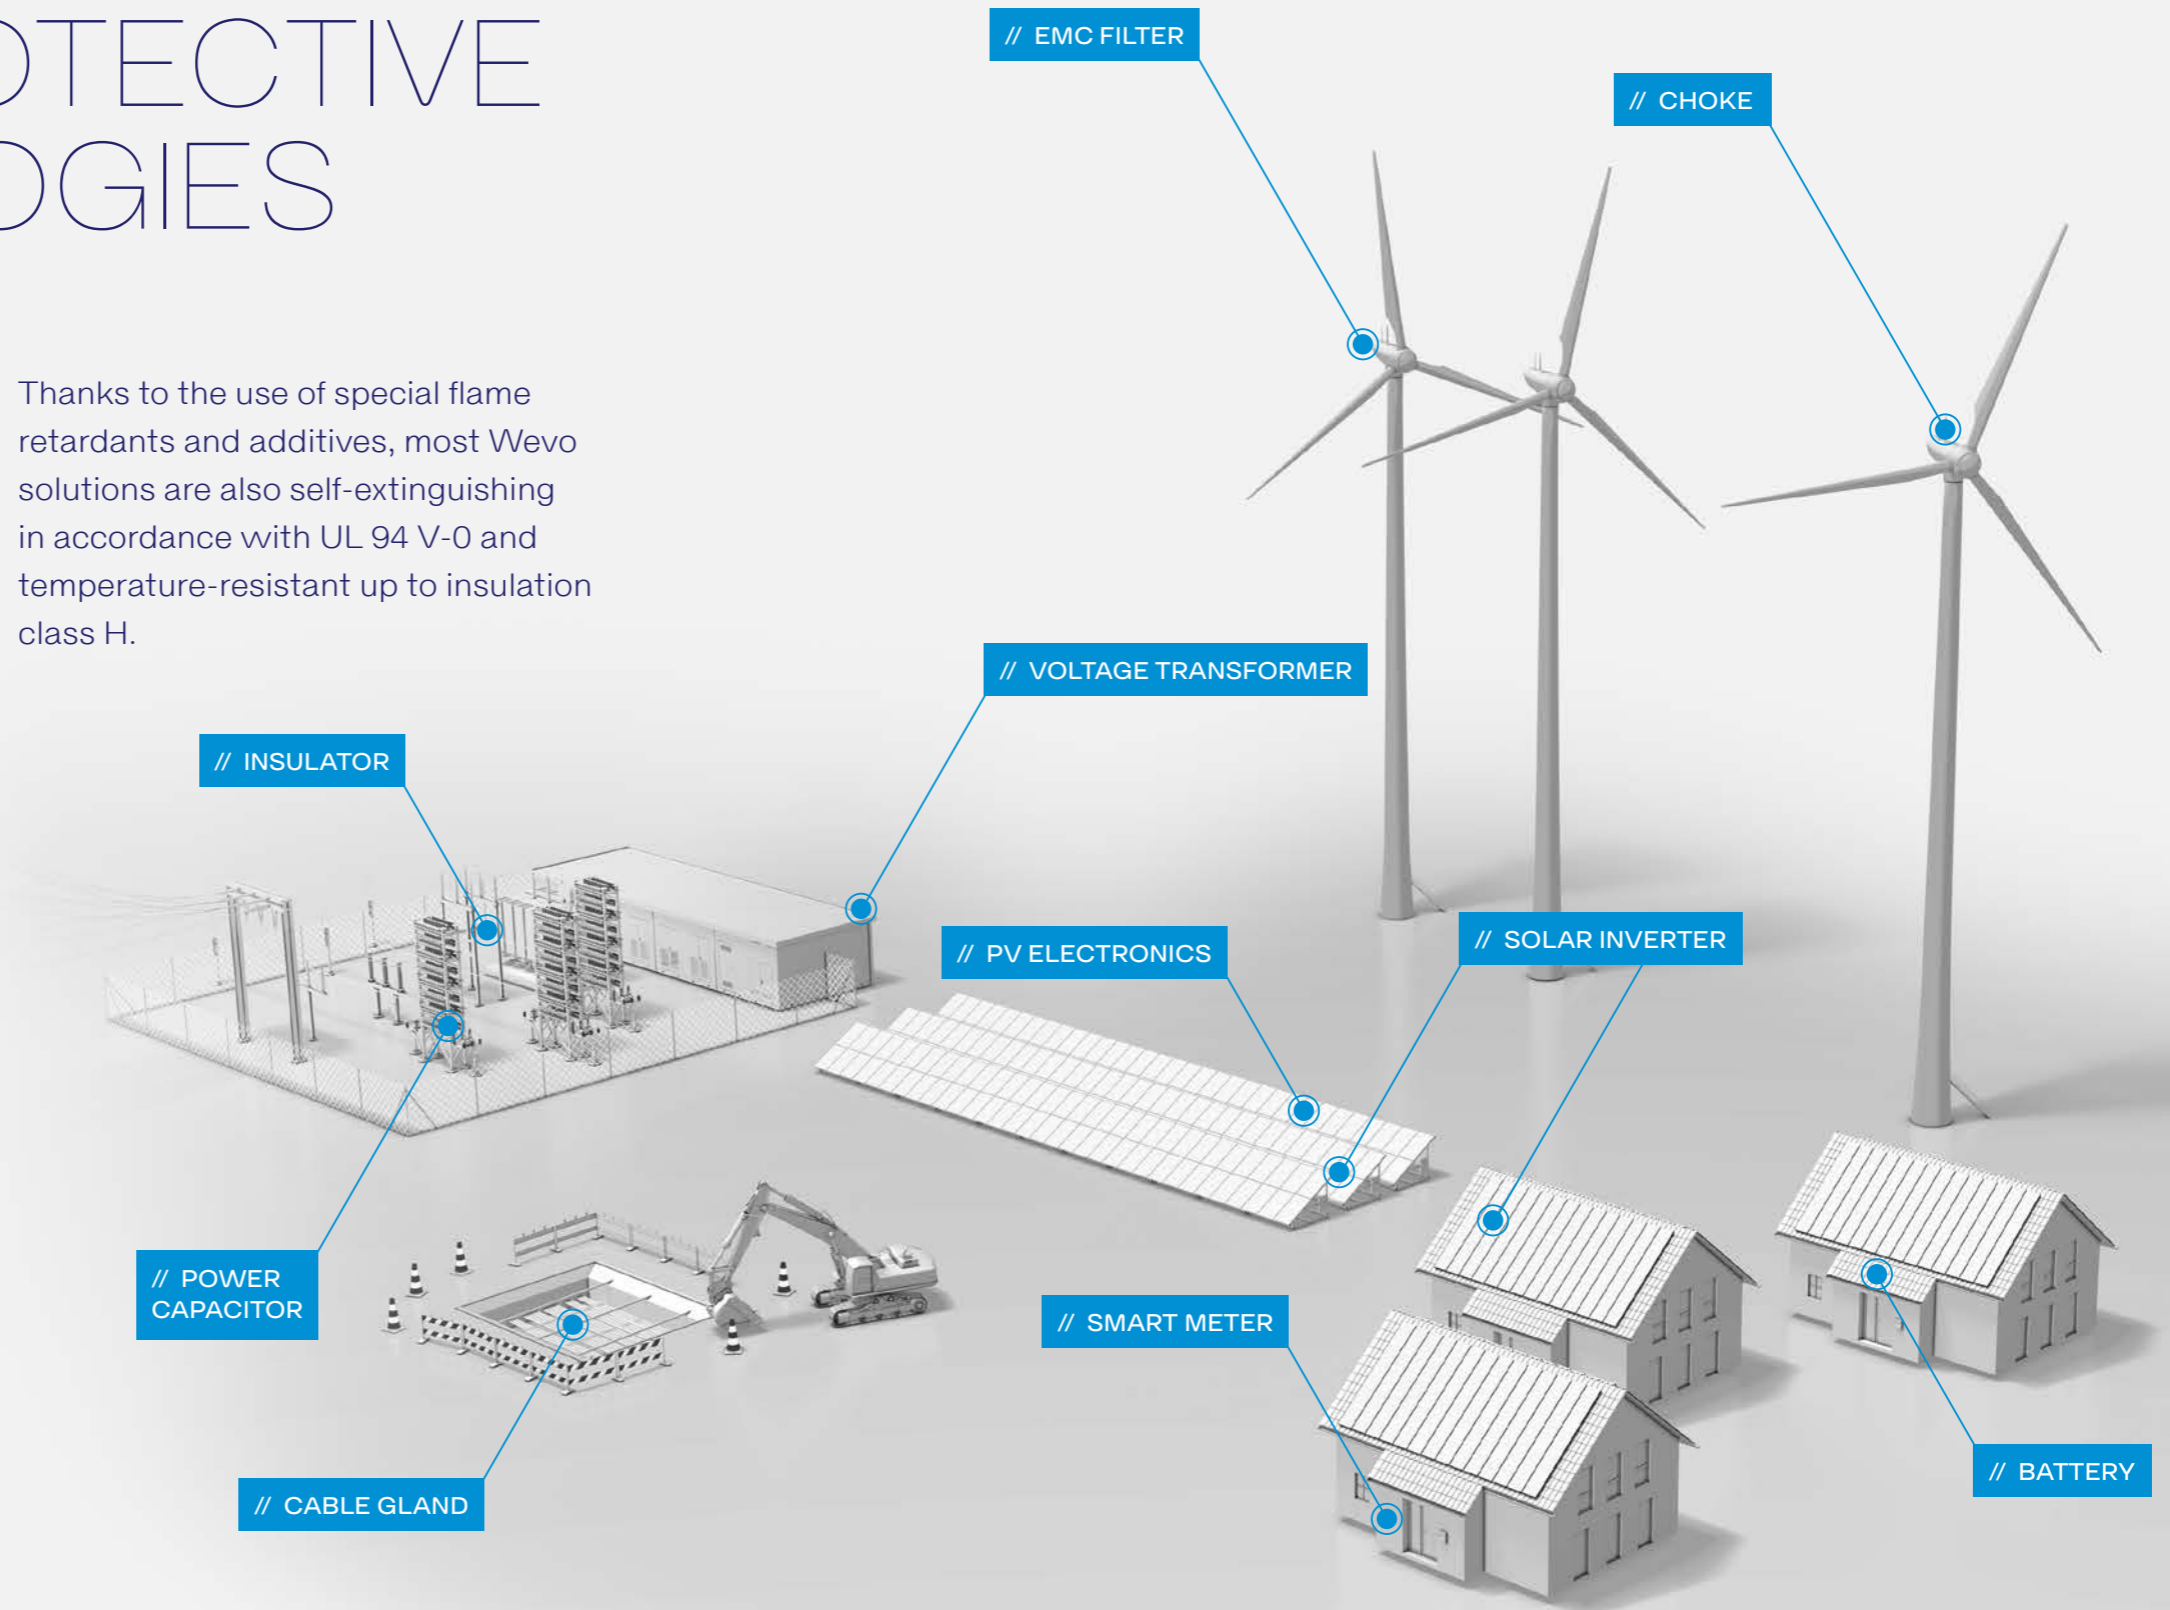 OTECTIVE
OGIES
Thanks to the use of special flame
retardants and additives, most Wevo
solutions are also self-extinguishing
in accordance with UL 94 V-0 and
temperature-resistant up to insulation
class H.
// EMC FILTER
// CHOKE
// VOLTAGE TRANSFORMER
// INSULATOR
// PV ELECTRONICS
// SOLAR INVERTER
// POWER
CAPACITOR
// SMART METER
// BATTERY
// CABLE GLAND